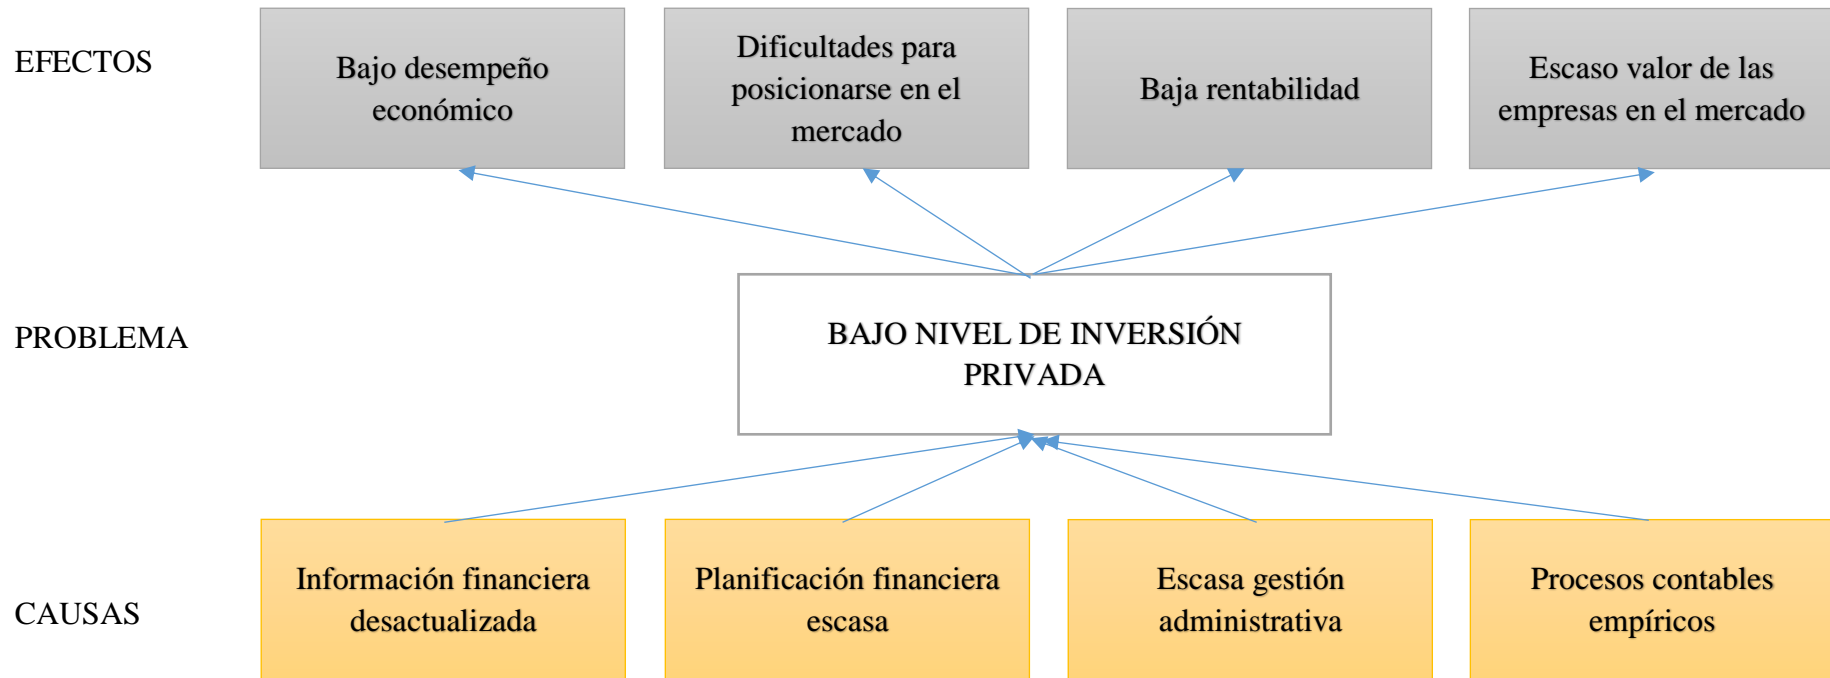 EFECTOS
Bajo desempeño
económico
Dificultades para
posicionarse en el
mercado
Baja rentabilidad
Escaso valor de las
empresas en el mercado
PROBLEMA
BAJO NIVEL DE INVERSIÓN
PRIVADA
CAUSAS
Información financiera
desactualizada
Planificación financiera
escasa
Escasa gestión
administrativa
Procesos contables
empíricos